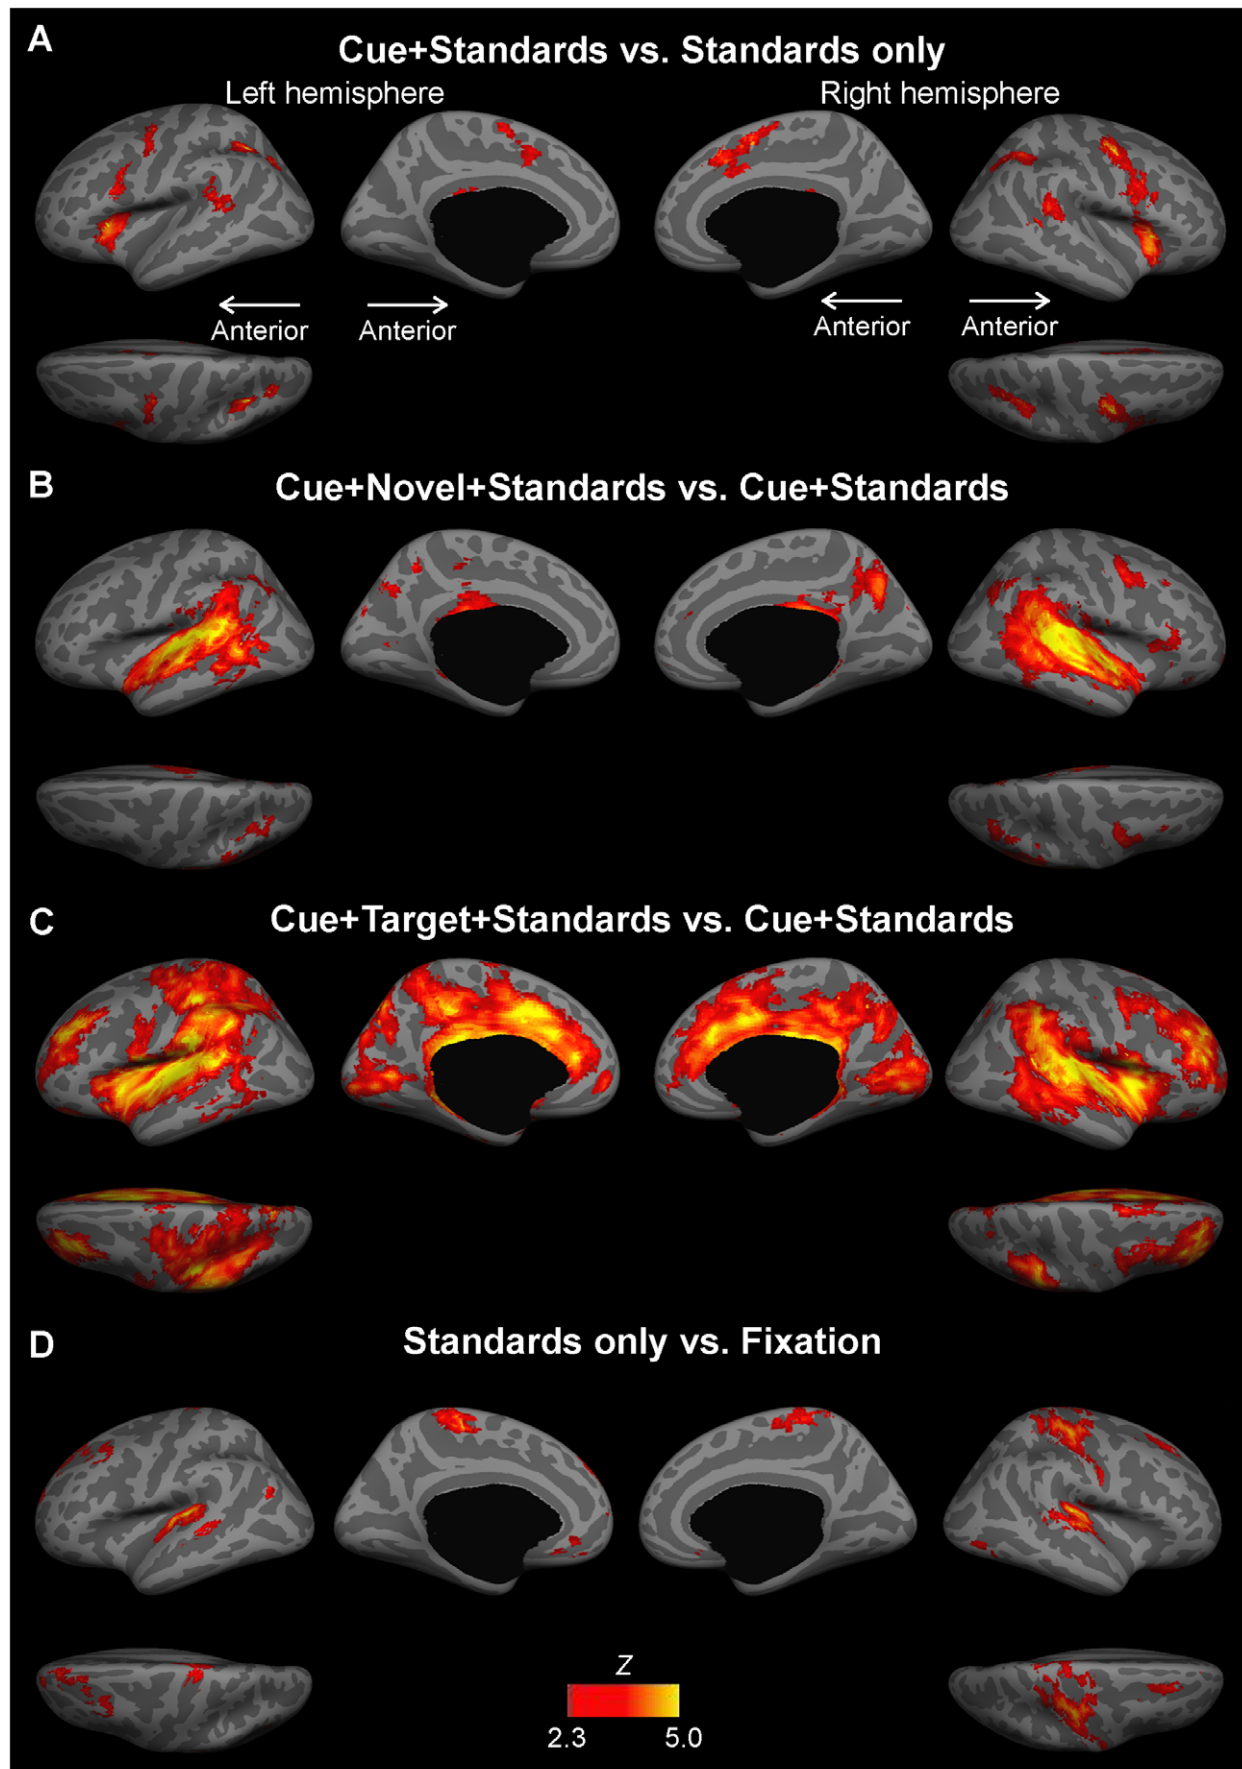 A
Cue+Standards vs. Standards only
Left hemisphere
Right hemisphere
Anterior
Anterior
Anterior
Anterior
B
Cue+Novel+Standards vs. Cue+Standards
C
Cue+Target+Standards vs. Cue+Standards
D
Standards only vs. Fixation
Z
2.3
5.0